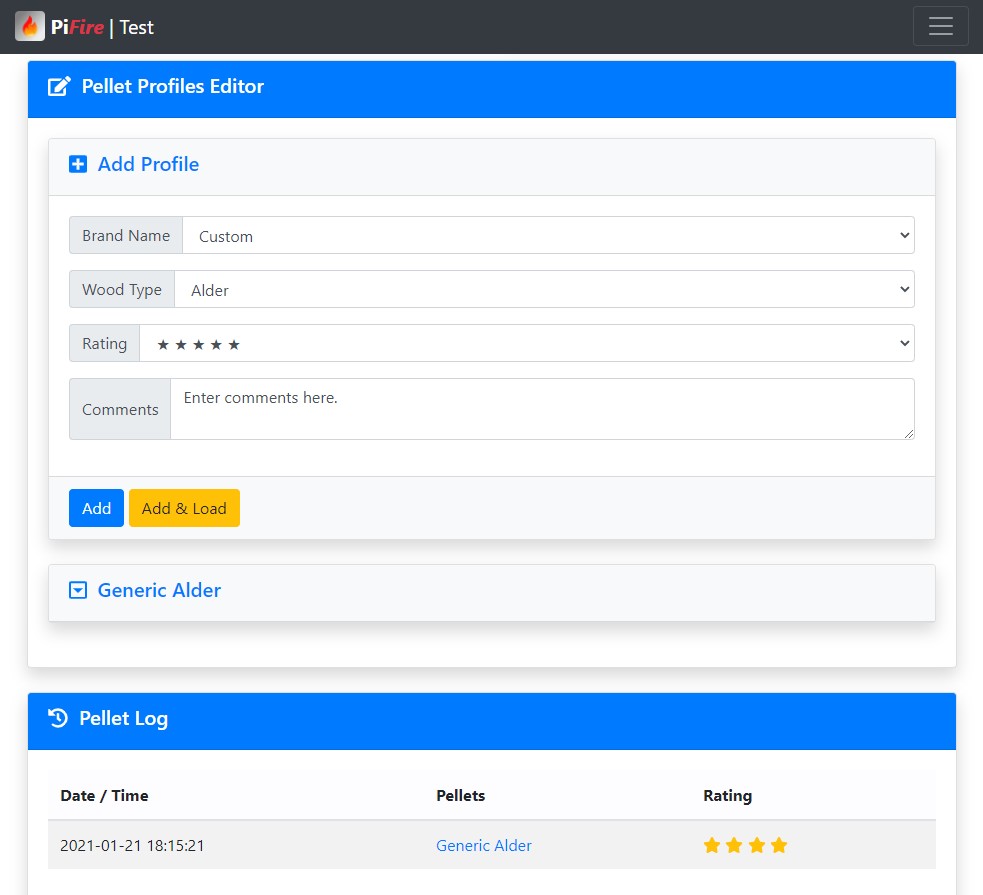 PiFire | Test
Pellet Profiles Editor
Add Profile
Brand Name Custom
Wood Type Alder
Rating ★ ★ ★ ★ ★
Comments Enter comments here.
Add Add & Load
Generic Alder
Pellet Log
Date / Time Pellets Rating
2021-01-21 18:15:21 Generic Alder ★ ★ ★ ★